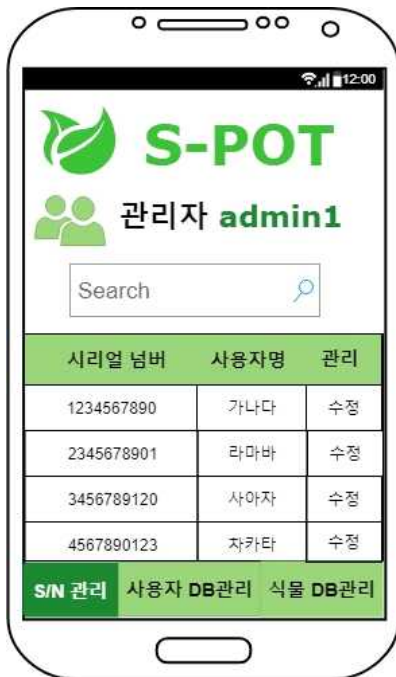 12:00
S-POT
관리자 admin1
Search
시리얼 넘버 사용자명 관리
1234567890 가나다 수정
2345678901 라마바 수정
3456789120 사아자 수정
4567890123 차카타 수정
S/N 관리 사용자 DB관리 식물 DB관리